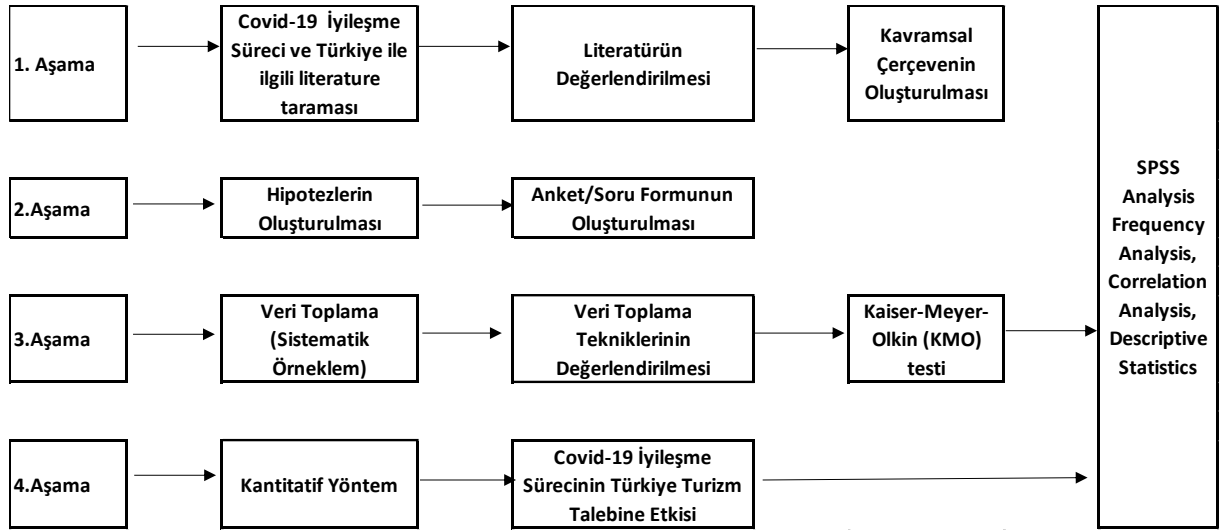 1. Aşama
Covid-19 İyileşme
Süreci ve Türkiye ile
ilgili literature
taraması
Literatürün
Değerlendirilmesi
Kavramsal
Çerçevenin
Oluşturulması
2.Aşama
Hipotezlerin
Oluşturulması
Anket/Soru Formunun
Oluşturulması
3.Aşama
Veri Toplama
(Sistematik
Örneklem)
Veri Toplama
Tekniklerinin
Değerlendirilmesi
Kaiser-Meyer-
Olkin (KMO)
testi
4.Aşama
Kantitatif Yöntem
Covid-19 İyileşme
Sürecinin Türkiye Turizm
Talebine Etkisi
SPSS
Analysis
Frequency
Analysis,
Correlation
Analysis,
Descriptive
Statistics